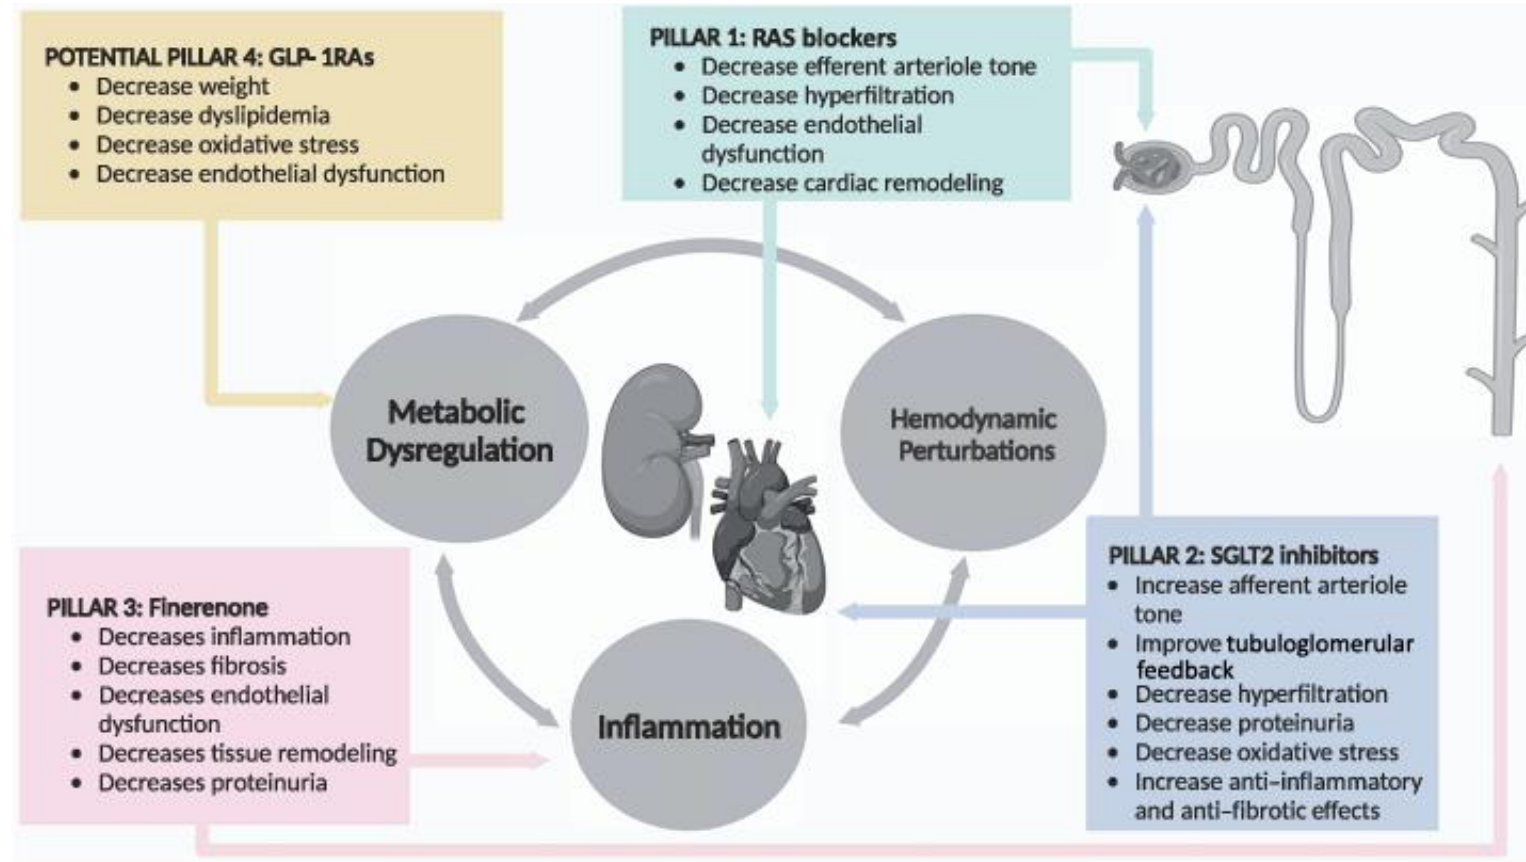 POTENTIAL PILLAR 4: GLP- 1RAs
• Decrease weight
• Decrease dyslipidemia
• Decrease oxidative stress
• Decrease endothelial dysfunction
PILLAR 1: RAS blockers
• Decrease efferent arteriole tone
• Decrease hyperfiltration
• Decrease endothelial
dysfunction
• Decrease cardiac remodeling
Metabolic
Dysregulation
Hemodynamic
Perturbations
Inflammation
PILLAR 3: Finerenone
• Decreases inflammation
• Decreases fibrosis
• Decreases endothelial
dysfunction
• Decreases tissue remodeling
• Decreases proteinuria
PILLAR 2: SGLT2 inhibitors
• Increase afferent arteriole
tone
• Improve tubuloglomerular
feedback
• Decrease hyperfiltration
• Decrease proteinuria
• Decrease oxidative stress
• Increase anti–inflammatory
and anti–fibrotic effects